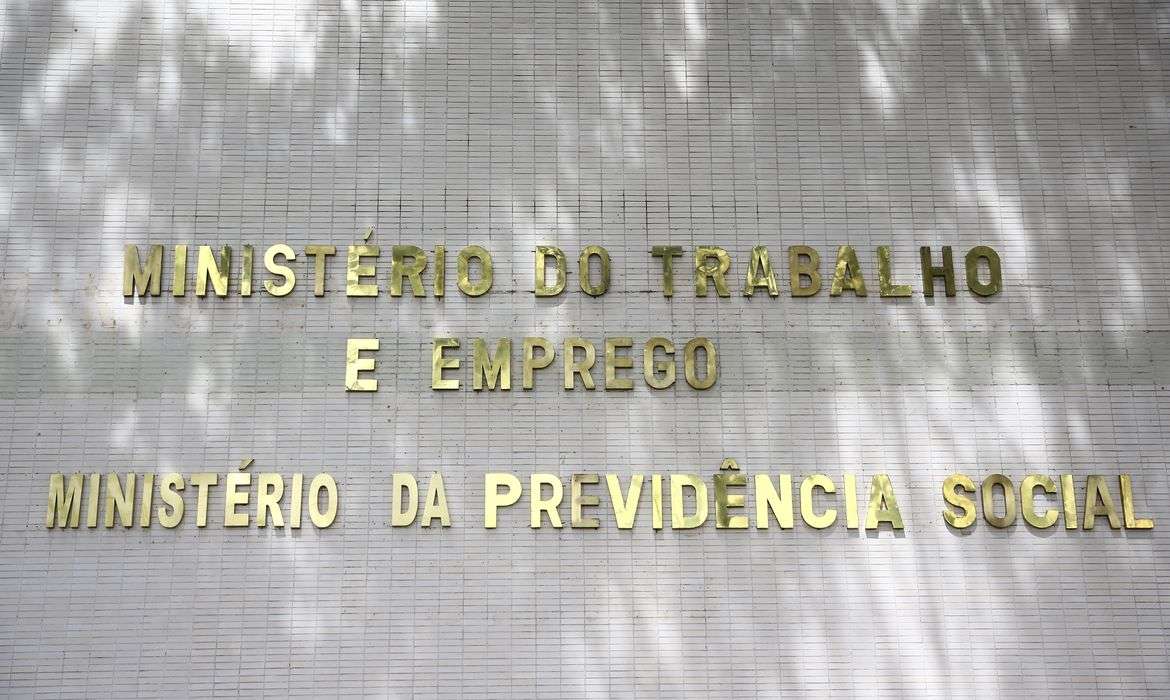 MINISTÉRIO DO TRABALHO
E EMPREGO
MINISTÉRIO DA PREVIDÊNCIA SOCIAL